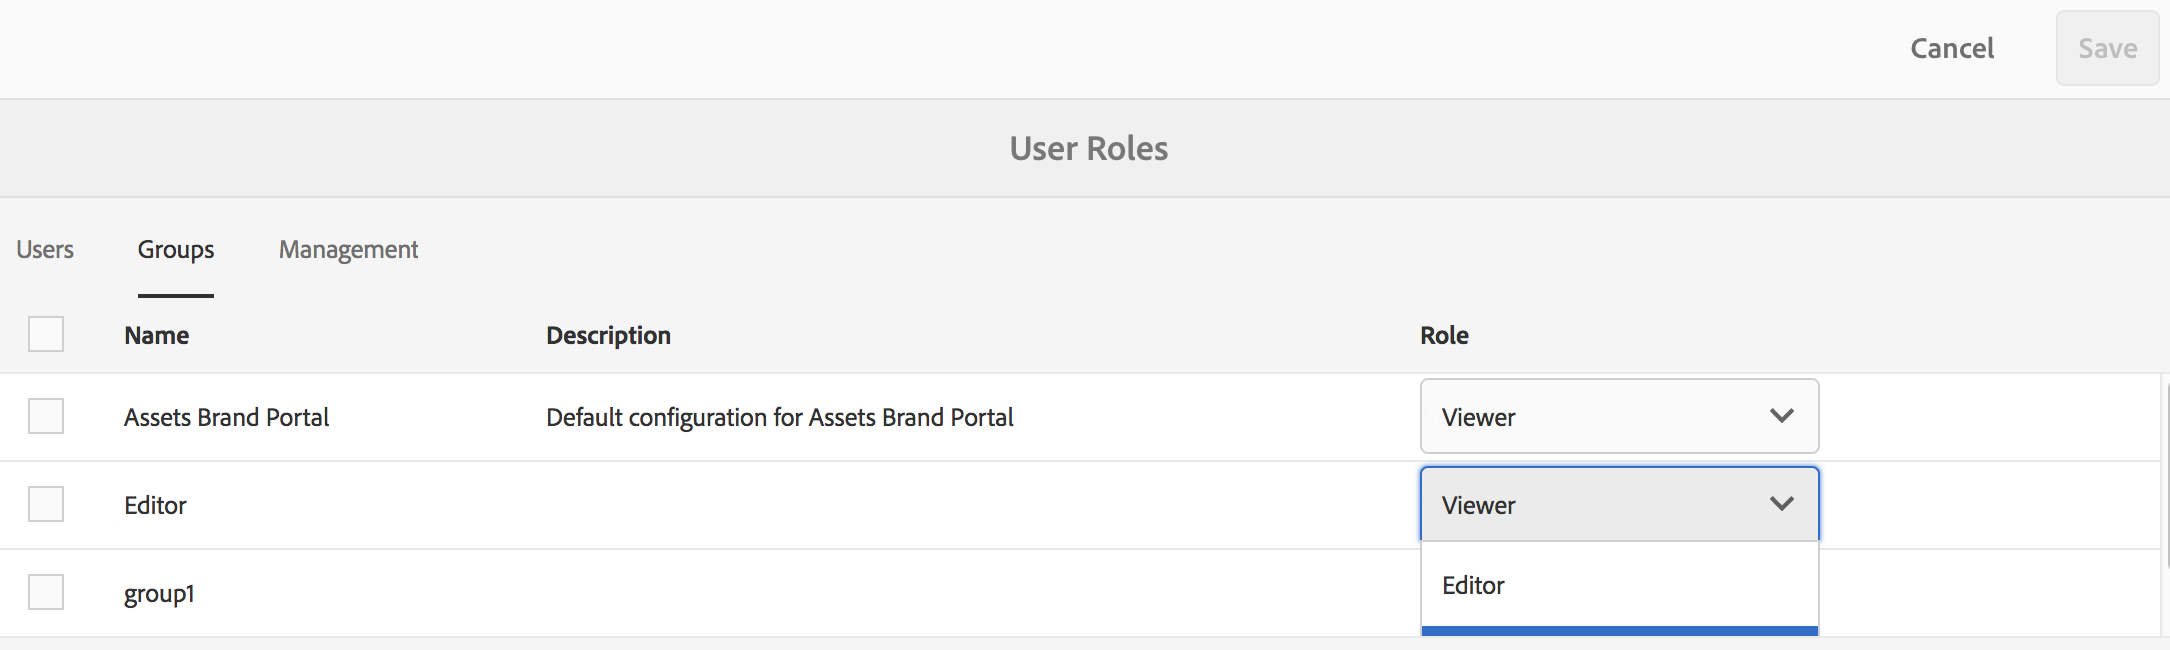 Cancel Save
User Roles
Users Groups Management
Name Description Role
Assets Brand Portal Default configuration for Assets Brand Portal Viewer
Editor Viewer
Editor
group1